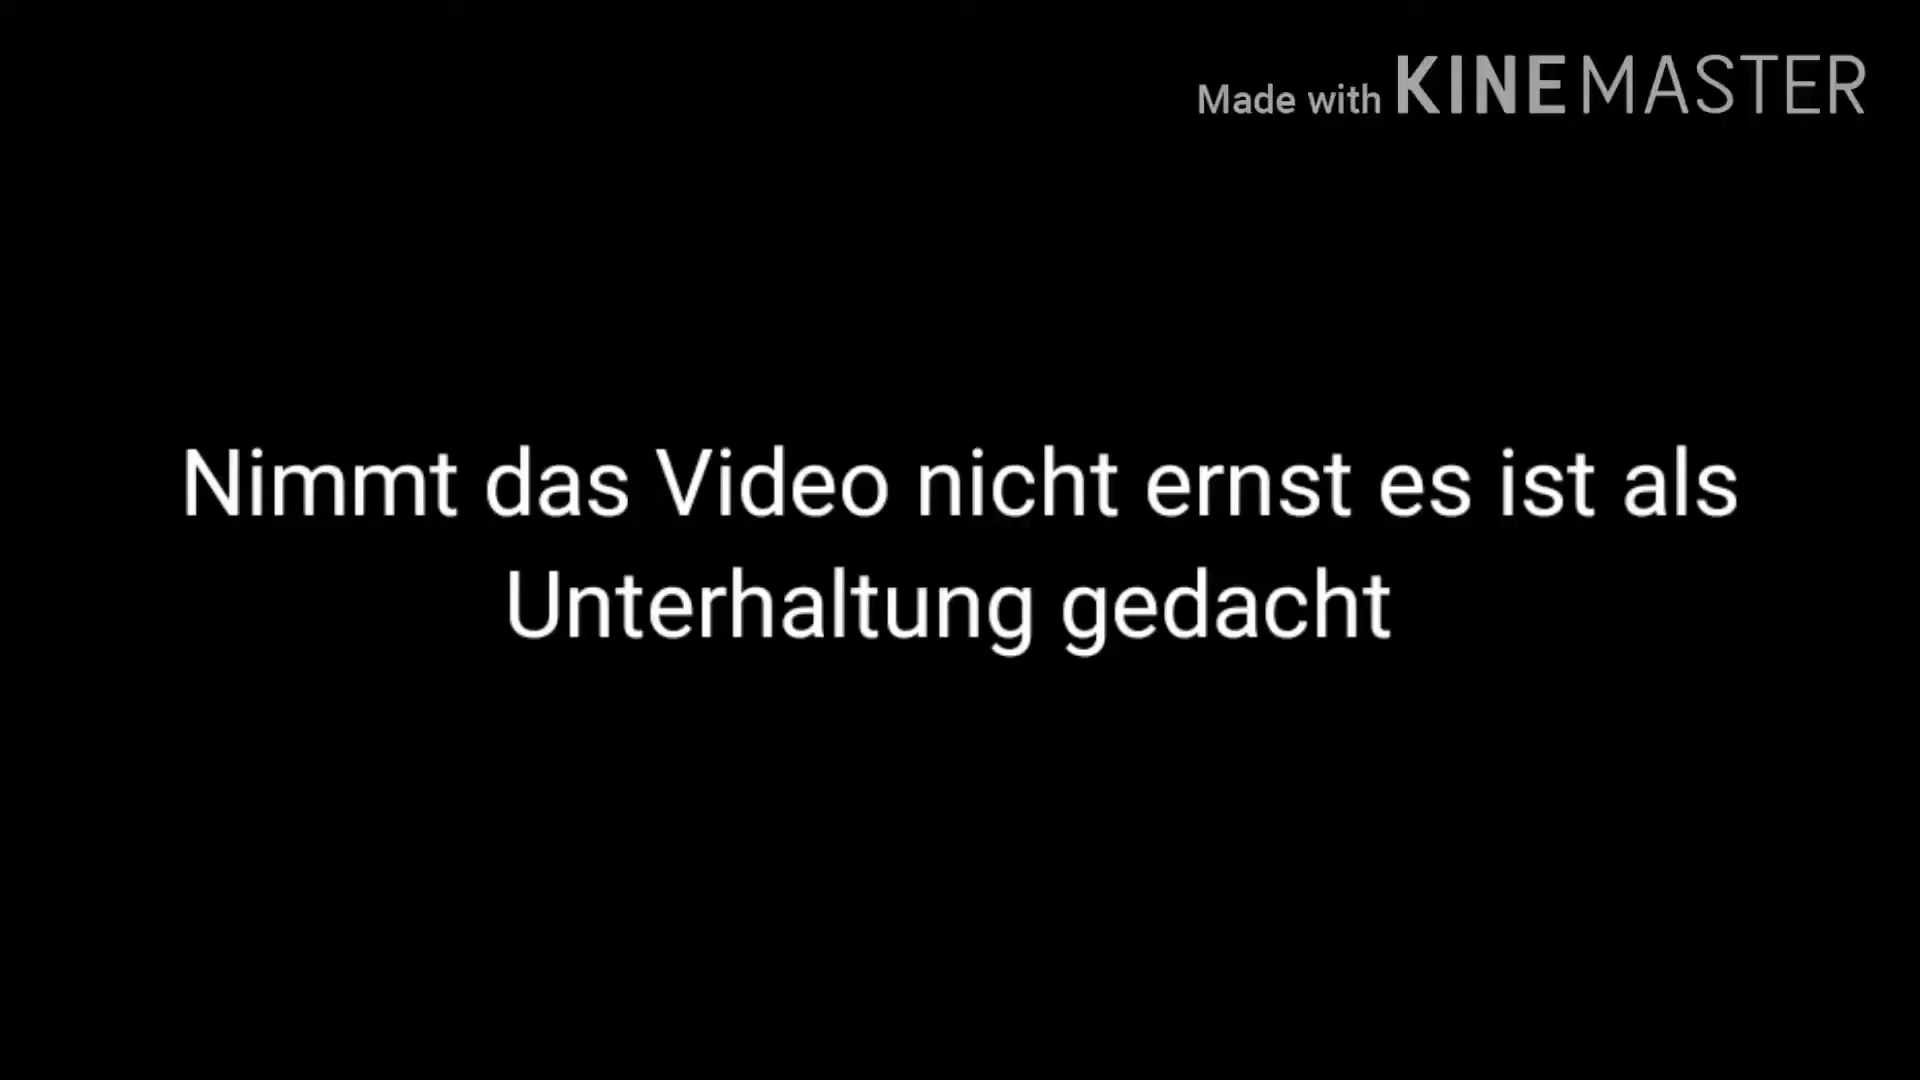 Made with KINEMASTER
Nimmt das Video nicht ernst es ist als
Unterhaltung gedacht